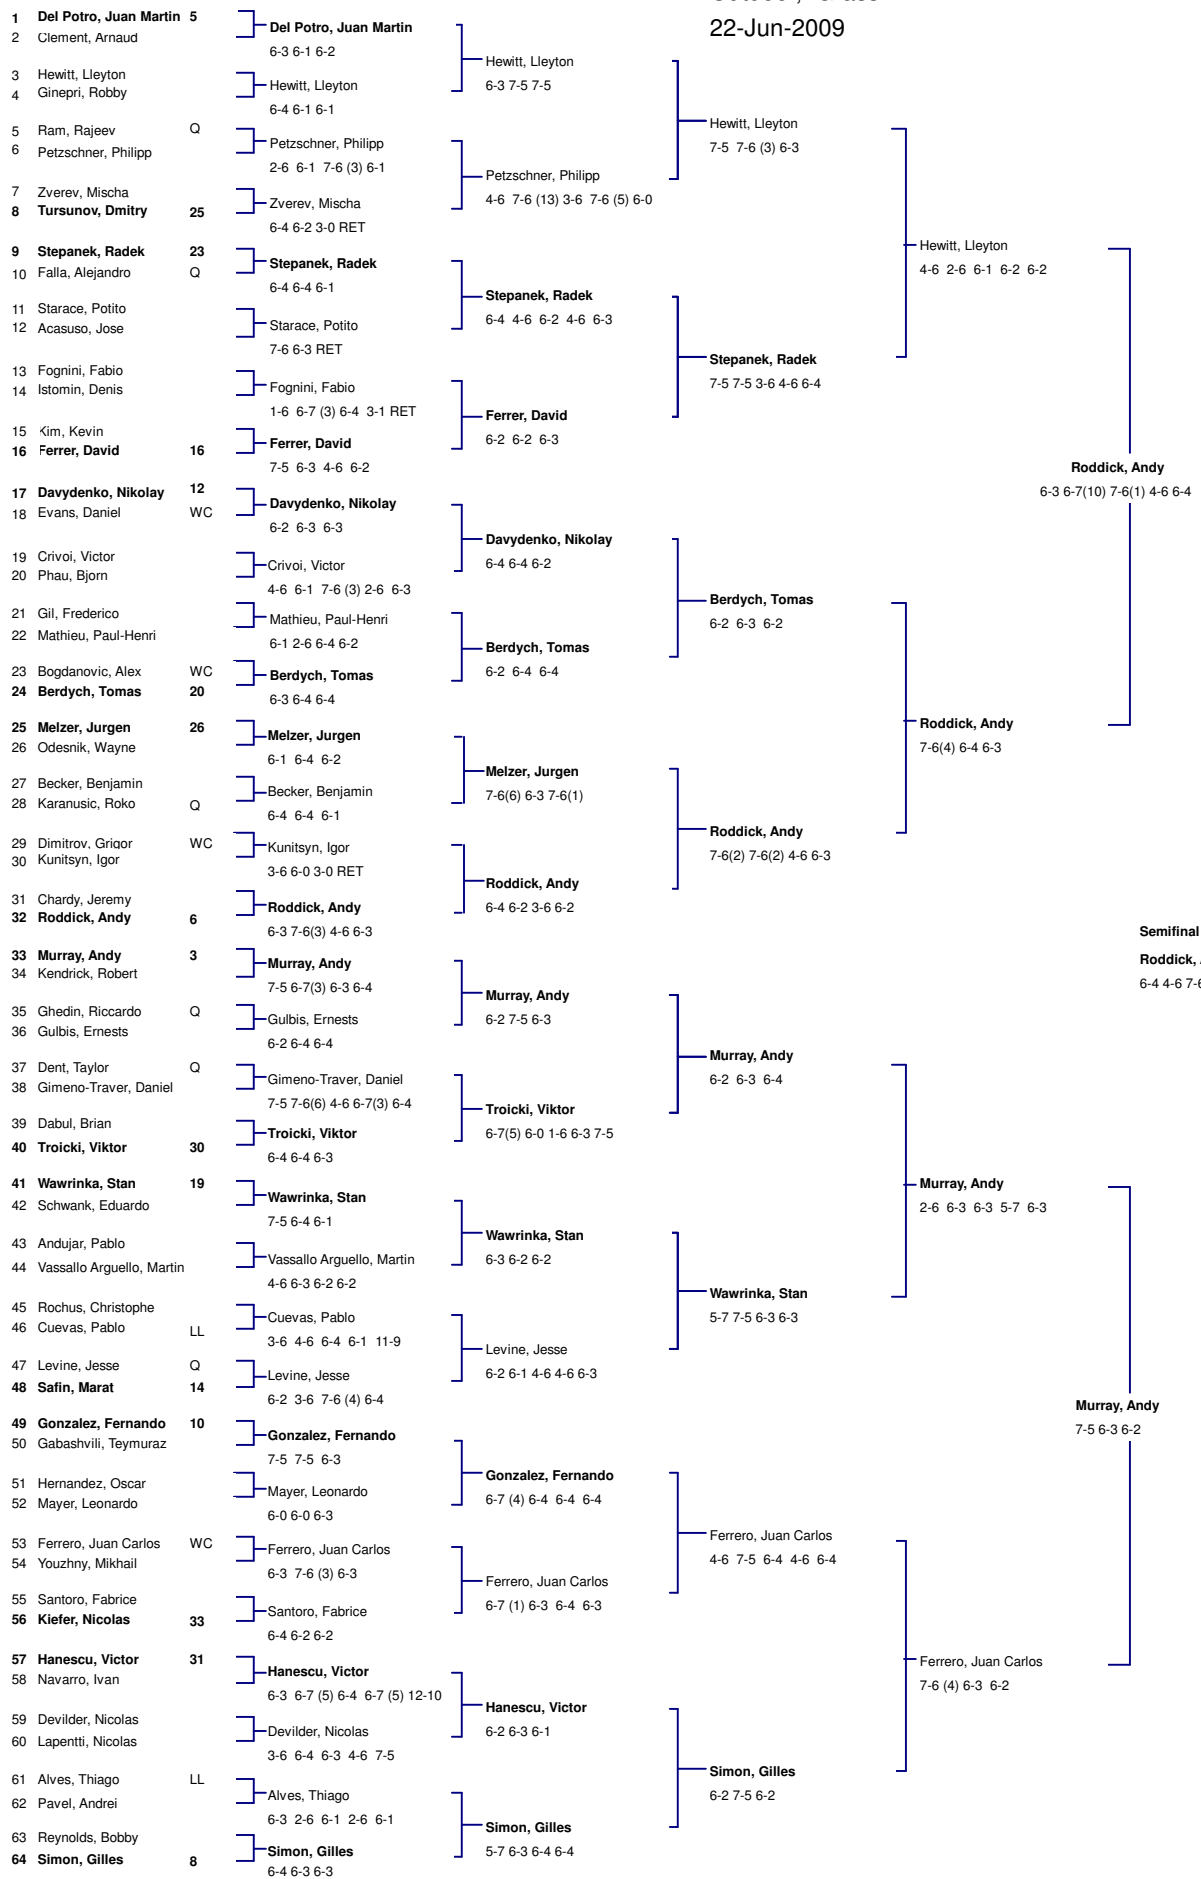 22-Jun-2009
1 Del Potro, Juan Martin 5
2 Clement, Arnaud
3 Hewitt, Lleyton
4 Ginepri, Robby
5 Ram, Rajeev Q
6 Petzschner, Philipp
7 Zverev, Mischa
8 Tursunov, Dmitry 25
9 Stepanek, Radek 23
10 Falla, Alejandro Q
11 Starace, Potito
12 Acasuso, Jose
13 Fognini, Fabio
14 Istomin, Denis
15 Kim, Kevin
16 Ferrer, David 16
17 Davydenko, Nikolay 12
18 Evans, Daniel WC
19 Crivoi, Victor
20 Phau, Bjorn
21 Gil, Frederico
22 Mathieu, Paul-Henri
23 Bogdanovic, Alex WC
24 Berdych, Tomas 20
25 Melzer, Jurgen 26
26 Odesnik, Wayne
27 Becker, Benjamin
28 Karanusic, Roko Q
29 Dimitrov, Grigor WC
30 Kunitsyn, Igor
31 Chardy, Jeremy
32 Roddick, Andy 6
33 Murray, Andy 3
34 Kendrick, Robert
35 Ghedin, Riccardo Q
36 Gulbis, Ernests
37 Dent, Taylor Q
38 Gimeno-Traver, Daniel
39 Dabul, Brian
40 Troicki, Viktor 30
41 Wawrinka, Stan 19
42 Schwank, Eduardo
43 Andujar, Pablo
44 Vassallo Arguello, Martin
45 Rochus, Christophe
46 Cuevas, Pablo LL
47 Levine, Jesse Q
48 Safin, Marat 14
49 Gonzalez, Fernando 10
50 Gabashvili, Teymuraz
51 Hernandez, Oscar
52 Mayer, Leonardo
53 Ferrero, Juan Carlos WC
54 Youzhny, Mikhail
55 Santoro, Fabrice
56 Kiefer, Nicolas 33
57 Hanescu, Victor 31
58 Navarro, Ivan
59 Devilder, Nicolas
60 Lapentti, Nicolas
61 Alves, Thiago LL
62 Pavel, Andrei
63 Reynolds, Bobby
64 Simon, Gilles 8
Del Potro, Juan Martin
6-3 6-1 6-2
Hewitt, Lleyton
6-4 6-1 6-1
Petzschner, Philipp
2-6 6-1 7-6 (3) 6-1
Zverev, Mischa
6-4 6-2 3-0 RET
Stepanek, Radek
6-4 6-4 6-1
Starace, Potito
7-6 6-3 RET
Fognini, Fabio
1-6 6-7 (3) 6-4 3-1 RET
Ferrer, David
7-5 6-3 4-6 6-2
Davydenko, Nikolay
6-2 6-3 6-3
Crivoi, Victor
4-6 6-1 7-6 (3) 2-6 6-3
Mathieu, Paul-Henri
6-1 2-6 6-4 6-2
Berdych, Tomas
6-3 6-4 6-4
Melzer, Jurgen
6-1 6-4 6-2
Becker, Benjamin
6-4 6-4 6-1
Kunitsyn, Igor
3-6 6-0 3-0 RET
Roddick, Andy
6-3 7-6(3) 4-6 6-3
Murray, Andy
7-5 6-7(3) 6-3 6-4
Gulbis, Ernests
6-2 6-4 6-4
Gimeno-Traver, Daniel
7-5 7-6(6) 4-6 6-7(3) 6-4
Troicki, Viktor
6-4 6-4 6-3
Wawrinka, Stan
7-5 6-4 6-1
Vassallo Arguello, Martin
4-6 6-3 6-2 6-2
Cuevas, Pablo
3-6 4-6 6-4 6-1 11-9
Levine, Jesse
6-2 3-6 7-6 (4) 6-4
Gonzalez, Fernando
7-5 7-5 6-3
Mayer, Leonardo
6-0 6-0 6-3
Ferrero, Juan Carlos
6-3 7-6 (3) 6-3
Santoro, Fabrice
6-4 6-2 6-2
Hanescu, Victor
6-3 6-7 (5) 6-4 6-7 (5) 12-10
Devilder, Nicolas
3-6 6-4 6-3 4-6 7-5
Alves, Thiago
6-3 2-6 6-1 2-6 6-1
Simon, Gilles
6-4 6-3 6-3
Hewitt, Lleyton
6-3 7-5 7-5
Petzschner, Philipp
4-6 7-6 (13) 3-6 7-6 (5) 6-0
Stepanek, Radek
6-4 4-6 6-2 4-6 6-3
Ferrer, David
6-2 6-2 6-3
Davydenko, Nikolay
6-4 6-4 6-2
Berdych, Tomas
6-2 6-4 6-4
Melzer, Jurgen
7-6(6) 6-3 7-6(1)
Roddick, Andy
6-4 6-2 3-6 6-2
Murray, Andy
6-2 7-5 6-3
Troicki, Viktor
6-7(5) 6-0 1-6 6-3 7-5
Wawrinka, Stan
6-3 6-2 6-2
Levine, Jesse
6-2 6-1 4-6 4-6 6-3
Gonzalez, Fernando
6-7 (4) 6-4 6-4 6-4
Ferrero, Juan Carlos
6-7 (1) 6-3 6-4 6-3
Hanescu, Victor
6-2 6-3 6-1
Simon, Gilles
5-7 6-3 6-4 6-4
Hewitt, Lleyton
7-5 7-6 (3) 6-3
Stepanek, Radek
7-5 7-5 3-6 4-6 6-4
Berdych, Tomas
6-2 6-3 6-2
Roddick, Andy
7-6(2) 7-6(2) 4-6 6-3
Murray, Andy
6-2 6-3 6-4
Wawrinka, Stan
5-7 7-5 6-3 6-3
Ferrero, Juan Carlos
4-6 7-5 6-4 4-6 6-4
Simon, Gilles
6-2 7-5 6-2
Hewitt, Lleyton
4-6 2-6 6-1 6-2 6-2
Roddick, Andy
7-6(4) 6-4 6-3
Murray, Andy
2-6 6-3 6-3 5-7 6-3
Ferrero, Juan Carlos
7-6 (4) 6-3 6-2
Roddick, Andy
6-3 6-7(10) 7-6(1) 4-6 6-4
Murray, Andy
7-5 6-3 6-2
Semifinal
Roddick,
6-4 4-6 7-6